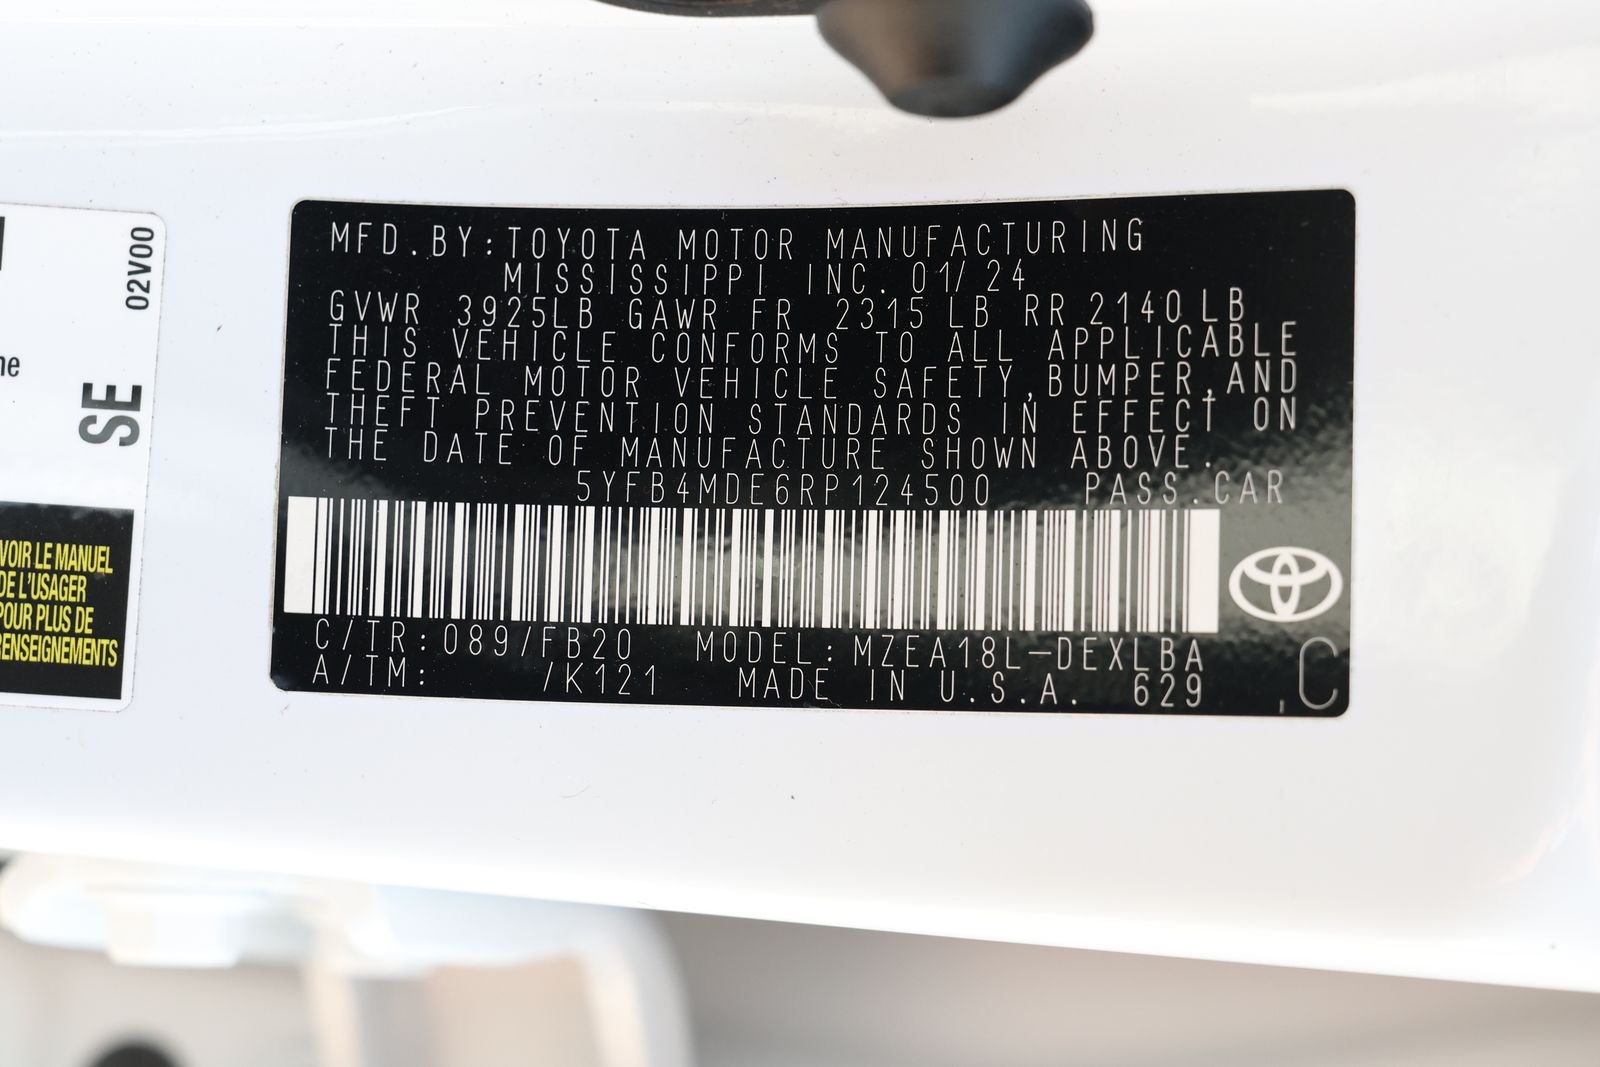 02V00
SE
VOIR LE MANUEL
DE L'USAGER
POUR PLUS DE
RENSEIGNEMENTS
MFD.BY:TOYOTA MOTOR MANUFACTURING
MISSISSIPPI INC. 01/24
GVWR 3925LB GAWR FR 2315 LB RR 2140 LB
THIS VEHICLE CONFORMS TO ALL APPLICABLE
FEDERAL MOTOR VEHICLE SAFETY,BUMPER,AND
THEFT PREVENTION STANDARDS IN EFFECT ON
THE DATE OF MANUFACTURE SHOWN ABOVE.
5YFB4MDE6RP124500 PASS.CAR
C/TR:089/FB20 MODEL:MZEA18L-DEXLBA
A/TM: /K121 MADE IN U.S.A. 629
,C